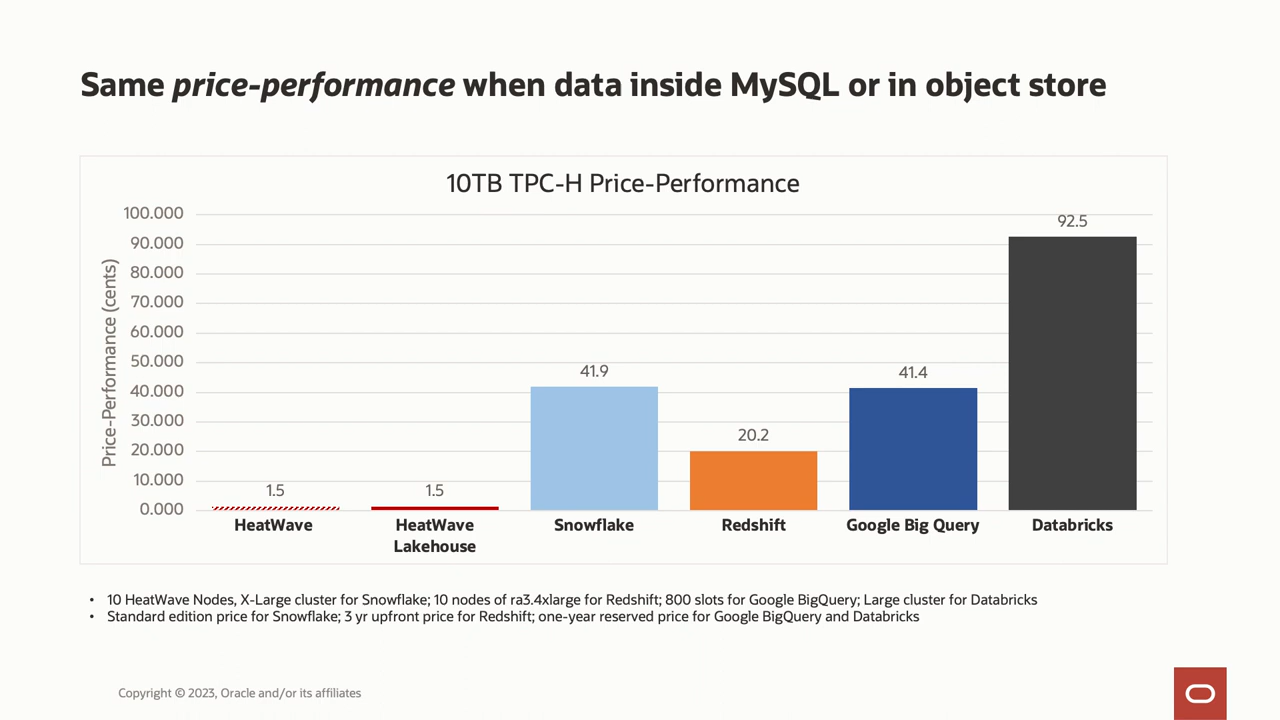 Same price-performance when data inside MySQL or in object store
10TB TPC-H Price-Performance
Price-Performance (cents)
100.000
90.000
80.000
70.000
60.000
50.000
40.000
30.000
20.000
10.000
0.000
1.5
1.5
41.9
20.2
41.4
92.5
HeatWave
HeatWave
Lakehouse
Snowflake
Redshift
Google Big Query
Databricks
• 10 HeatWave Nodes, X-Large cluster for Snowflake; 10 nodes of ra3.4xlarge for Redshift; 800 slots for Google BigQuery; Large cluster for Databricks
• Standard edition price for Snowflake; 3 yr upfront price for Redshift; one-year reserved price for Google BigQuery and Databricks
Copyright © 2023, Oracle and/or its affiliates